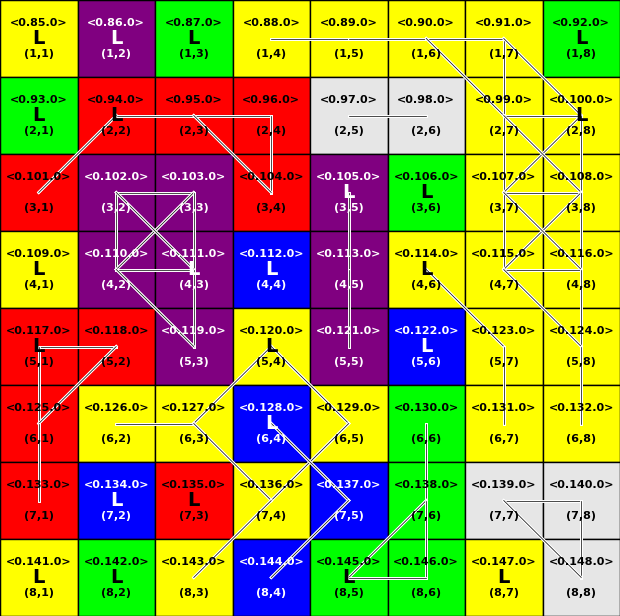 <0.85.0> <0.86.0> <0.87.0> <0.88.0> <0.89.0> <0.90.0> <0.91.0> <0.92.0>
L L L L
(1,1) (1,2) (1,3) (1,4) (1,5) (1,6) (1,7) (1,8)
<0.93.0> <0.94.0> <0.95.0> <0.96.0> <0.97.0> <0.98.0> <0.99.0> <0.100.0>
L L L
(2,1) (2,2) (2,3) (2,4) (2,5) (2,6) (2,7) (2,8)
<0.101.0> <0.102.0> <0.103.0> <0.104.0> <0.105.0> <0.106.0> <0.107.0> <0.108.0>
L L
(3,1) (3,2) (3,3) (3,4) (3,5) (3,6) (3,7) (3,8)
<0.109.0> <0.110.0> <0.111.0> <0.112.0> <0.113.0> <0.114.0> <0.115.0> <0.116.0>
L L L L
(4,1) (4,2) (4,3) (4,4) (4,5) (4,6) (4,7) (4,8)
<0.117.0> <0.118.0> <0.119.0> <0.120.0> <0.121.0> <0.122.0> <0.123.0> <0.124.0>
L L L
(5,1) (5,2) (5,3) (5,4) (5,5) (5,6) (5,7) (5,8)
<0.125.0> <0.126.0> <0.127.0> <0.128.0> <0.129.0> <0.130.0> <0.131.0> <0.132.0>
L
(6,1) (6,2) (6,3) (6,4) (6,5) (6,6) (6,7) (6,8)
<0.133.0> <0.134.0> <0.135.0> <0.136.0> <0.137.0> <0.138.0> <0.139.0> <0.140.0>
L L
(7,1) (7,2) (7,3) (7,4) (7,5) (7,6) (7,7) (7,8)
<0.141.0> <0.142.0> <0.143.0> <0.144.0> <0.145.0> <0.146.0> <0.147.0> <0.148.0>
L L L L
(8,1) (8,2) (8,3) (8,4) (8,5) (8,6) (8,7) (8,8)